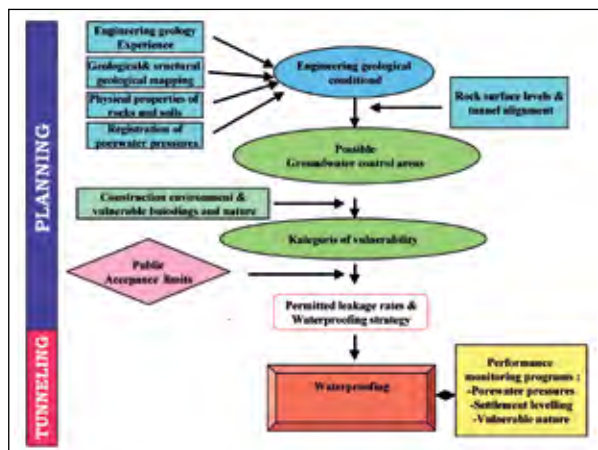 PLANNING
TUNNELING
Engineering geology
Experience
Geological& structural
geological mapping
Physical properties of
rocks and soils
Registration of
porewater pressures
Engineering geological
conditioned
Rock surface levels &
tunnel alignment
Possible
Groundwater control areas
Construction environment &
vulnerable buildings and nature
Kategoris of vulnerability
Public
Acceptance limits
Permitted leakage rates &
Waterproofing strategy
Waterproofing
Performance
monitoring programs :
-Porewater pressures
-Settlement levelling
-Vulnerable nature